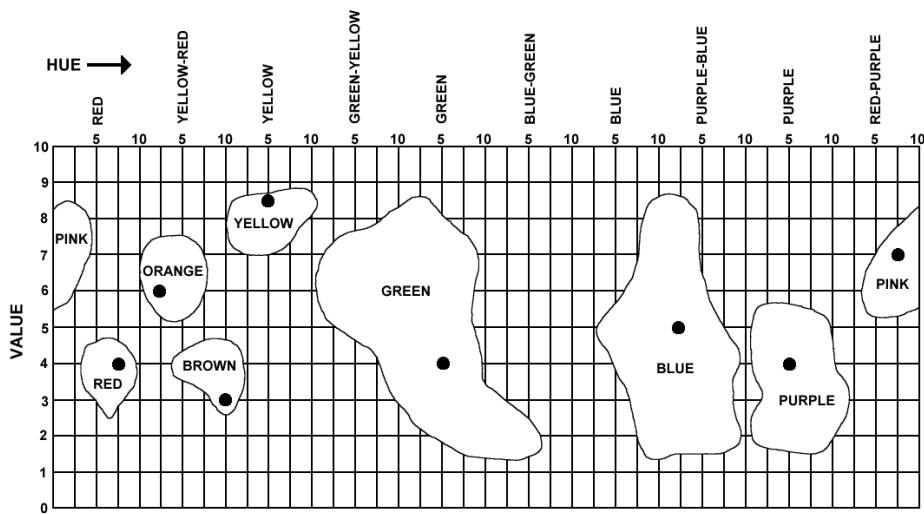 HUE
RED
YELLOW-RED
YELLOW
GREEN-YELLOW
GREEN
BLUE-GREEN
BLUE
PURPLE-BLUE
PURPLE
RED-PURPLE
5 10 5 10 5 10 5 10 5 10 5 10 5 10 5 10 5 10 5 10
VALUE
10
9
8
7
6
5
4
3
2
1
0
PINK
ORANGE
YELLOW
RED
BROWN
GREEN
BLUE
PURPLE
PINK